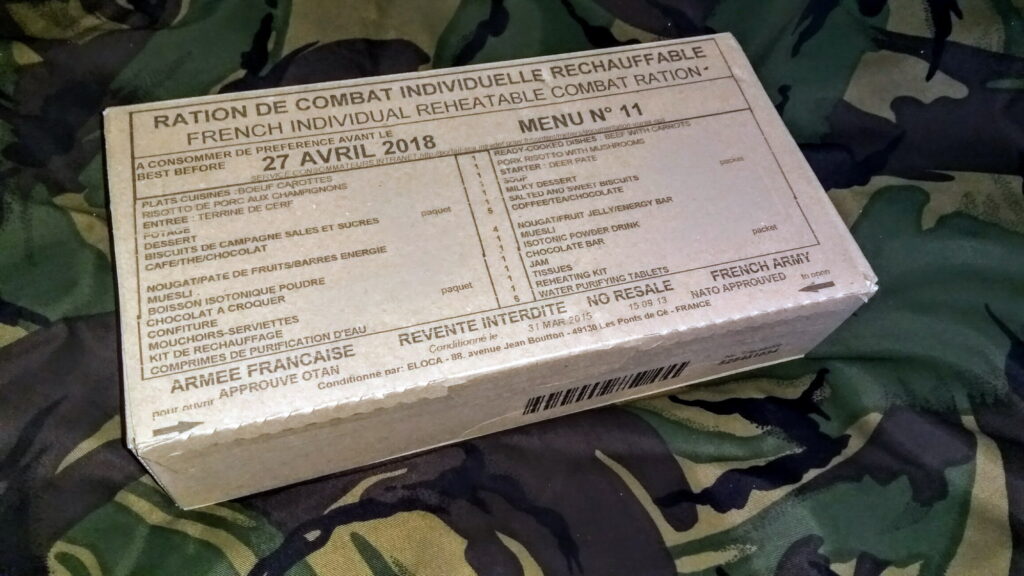 RATION DE COMBAT INDIVIDUELLE RECHAUFFABLE
FRENCH INDIVIDUAL REHEATABLE COMBAT RATION
A CONSOMMER DE PREFERENCE AVANT LE
BEST BEFORE
27 AVRIL 2018
MENU N° 11
SERVICE CONSOMMATEURS INTRANET
PLATS CUISINES : BOEUF CAROTTES
RISOTTO DE PORC AUX CHAMPIGNONS
ENTREE : TERRINE DE CERF
POTAGE
DESSERT
BISCUITS DE CAMPAGNE SALES ET SUCRES
paquet
CAFE/THE/CHOCOLAT
NOUGAT/PATE DE FRUITS/BARRES ENERGIE
MUESLI
BOISSON ISOTONIQUE POUDRE
CHOCOLAT A CROQUER
CONFITURE
MOUCHOIRS-SERVIETTES
paquet
KIT DE RECHAUFFAGE
COMPRIMES DE PURIFICATION D'EAU
READY-COOKED DISHES : BEEF WITH CARROTS
PORK RISOTTO WITH MUSHROOMS
STARTER : DEER PATE
SOUP
MILKY DESSERT
SALTED AND SWEET BISCUITS
packet
COFFEE/TEA/CHOCOLATE
NOUGAT/FRUIT JELLY/ENERGY BAR
MUESLI
ISOTONIC POWDER DRINK
CHOCOLATE BAR
JAM
TISSUES
packet
REHEATING KIT
WATER PURIFYING TABLETS
ARMEE FRANCAISE
APPROUVE OTAN
REVENTE INTERDITE
NO RESALE
FRENCH ARMY
NATO APPROUVED
Conditionné le
31 MAR 2015
15 09 13
Conditionné par: ELOCA - 88, avenue Jean Boutton - 49130 Les Ponts de Cé - FRANCE
pour ouvrir
to open